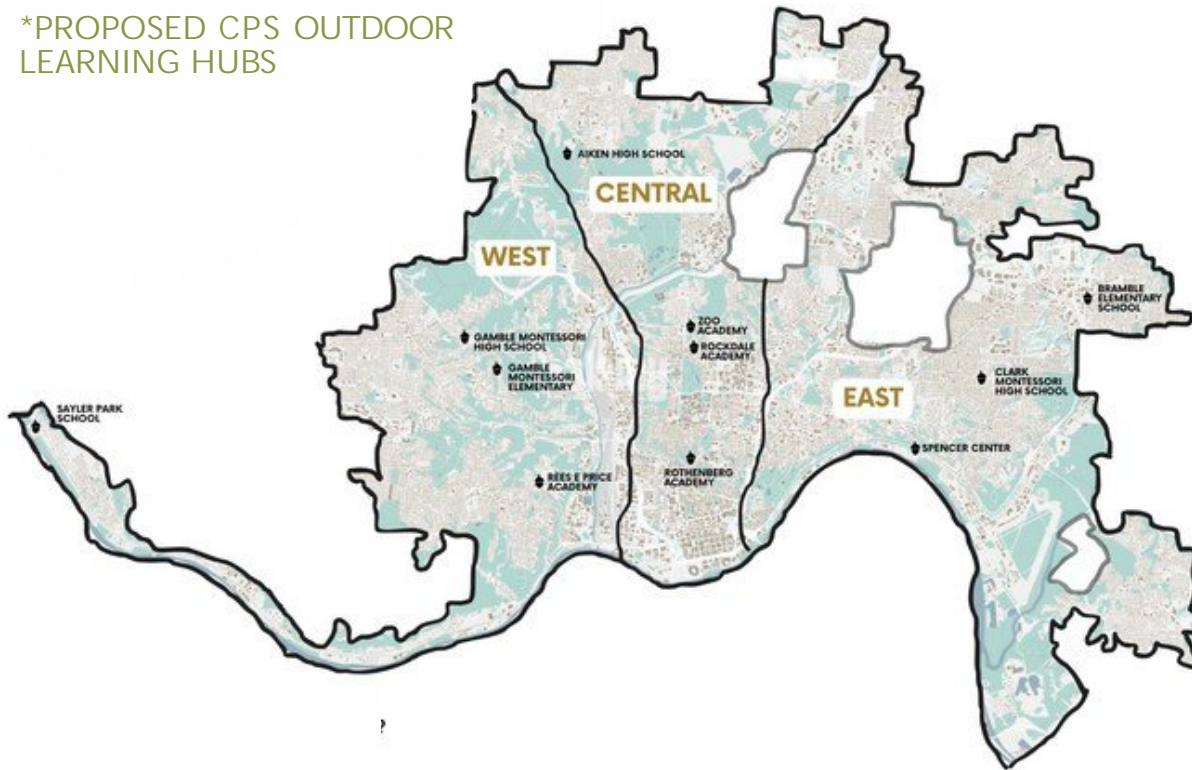 *PROPOSED CPS OUTDOOR
LEARNING HUBS
AIKEN HIGH SCHOOL
CENTRAL
WEST
BRAMBLE
ELEMENTARY
SCHOOL
ZOO
ACADEMY
ROCKDALE
ACADEMY
GAMBLE MONTESSORI
HIGH SCHOOL
GAMBLE
MONTESSORI
ELEMENTARY
CLARK
MONTESSORI
HIGH SCHOOL
EAST
SAYLER PARK
SCHOOL
SPENCER CENTER
ROTHENBERG
ACADEMY
REES E PRICE
ACADEMY
?